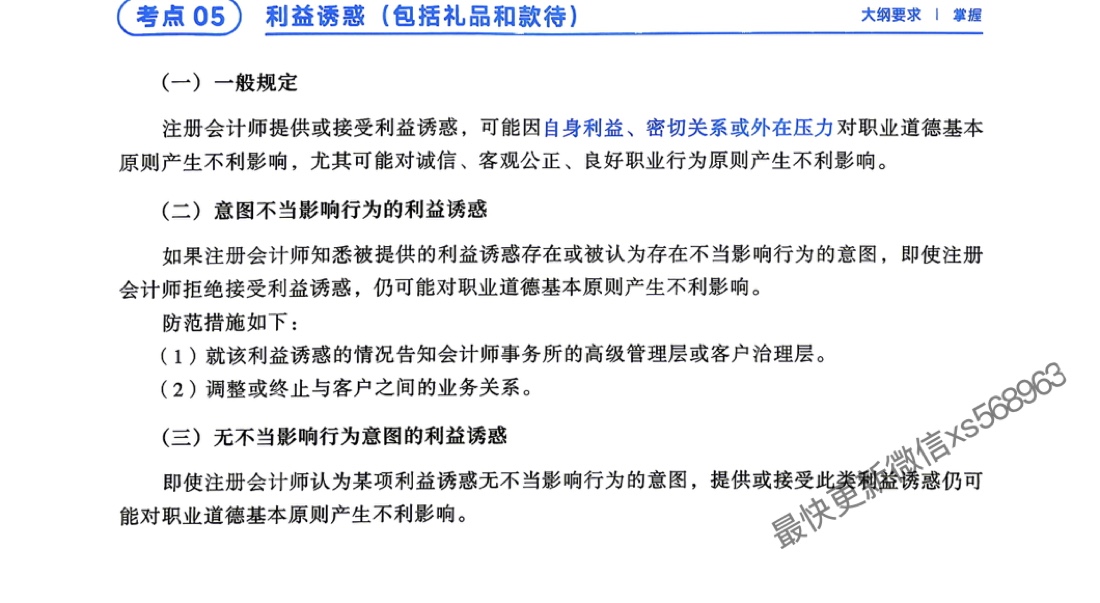 考点 05 利益诱惑（包括礼品和款待） 大纲要求 | 掌握
（一）一般规定
注册会计师提供或接受利益诱惑，可能因自身利益、密切关系或外在压力对职业道德基本
原则产生不利影响，尤其可能对诚信、客观公正、良好职业行为原则产生不利影响。
（二）意图不当影响行为的利益诱惑
如果注册会计师知悉被提供的利益诱惑存在或被认为存在不当影响行为的意图，即使注册
会计师拒绝接受利益诱惑，仍可能对职业道德基本原则产生不利影响。
防范措施如下：
（1）就该利益诱惑的情况告知会计师事务所的高级管理层或客户治理层。
（2）调整或终止与客户之间的业务关系。
（三）无不当影响行为意图的利益诱惑
即使注册会计师认为某项利益诱惑无不当影响行为的意图，提供或接受此类利益诱惑仍可
能对职业道德基本原则产生不利影响。
最快更新微信xs568963